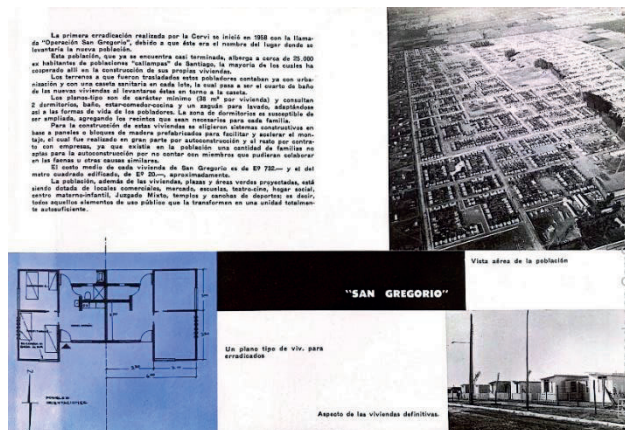 La primera erradicación realizada por la Corvi se inició en 1959 con la llama-
da "Operación San Gregorio", debido a que éste era el nombre del lugar donde se
levantaría la nueva población.
Esta población, que ya se encuentra casi terminada, alberga a cerca de 25.000
ex habitantes de poblaciones "callampas" de Santiago, la mayoría de los cuales ha
cooperado allí en la construcción de sus propias viviendas.
Los terrenos a que fueron trasladados estos pobladores contaban ya con urba-
nización y con una caseta sanitaria en cada lote, la cual pasa a ser el cuarto de baño
de las nuevas viviendas al levantarse éstas en torno a la caseta.
Los planos-tipo son de carácter mínimo (38 m² por vivienda) y consultan
2 dormitorios, baño, estar-comedor-cocina y un zaguán para lavado, adaptándose
así a las formas de vida de los pobladores. La zona de dormitorios es susceptible de
ser ampliada, agregando los recintos que sean necesarios para cada familia.
Para la construcción de estas viviendas se eligieron sistemas constructivos en
base a paneles o bloques de madera prefabricados para facilitar y acelerar el mon-
taje, el cual fue realizado en gran parte por autoconstrucción y el resto por contra-
to con empresas, ya que existía en la población una cantidad de familias no
aptas para la autoconstrucción por no contar con miembros que pudieran colaborar
en las faenas u otras causas similares.
El costo medio de cada vivienda de San Gregorio es de Eº 732.— y el del
metro cuadrado edificado, de Eº 20.—, aproximadamente.
La población, además de las viviendas, plazas y áreas verdes proyectadas, está
siendo dotada de locales comerciales, mercado, escuelas, teatro-cine, hogar social,
centro materno-infantil, Juzgado Mixto, templos y canchas de deportes; es decir,
todos aquellos elementos de uso público que la transformen en una unidad totalmen-
te autosuficiente.
Vista aérea de la población
"SAN GREGORIO"
Un plano tipo de viv. para
erradicados
Aspecto de las viviendas definitivas.